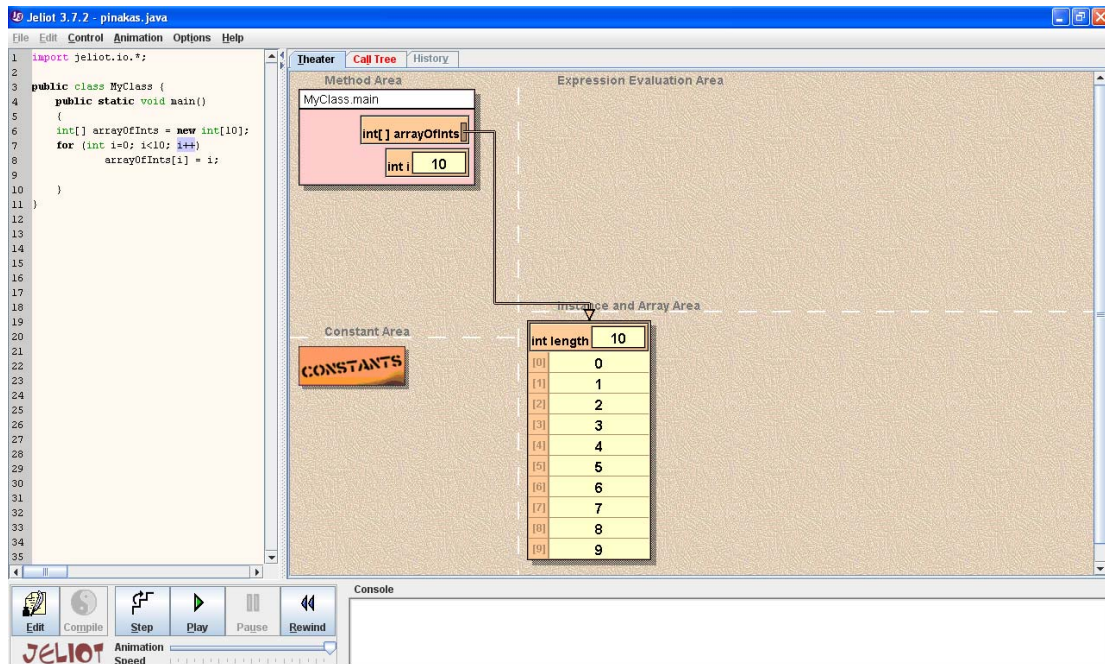 Jeliot 3.7.2 - pinakas.java
File Edit Control Animation Options Help
1 import jeliot.io.*;
2
3 public class MyClass {
4 public static void main()
5 {
6 int[] arrayOfInts = new int[10];
7 for (int i=0; i<10; i++)
8 arrayOfInts[i] = i;
9
10 }
11 }
12
13
14
15
16
17
18
19
20
21
22
23
24
25
26
27
28
29
30
31
32
33
34
35
Theater Call Tree History
Method Area Expression Evaluation Area
MyClass.main
int[ ] arrayOfInts
int i 10
Instance and Array Area
Constant Area
CONSTANTS
int length 10
[0] 0
[1] 1
[2] 2
[3] 3
[4] 4
[5] 5
[6] 6
[7] 7
[8] 8
[9] 9
Edit Compile Step Play Pause Rewind
Console
JELIOT
Animation
Speed